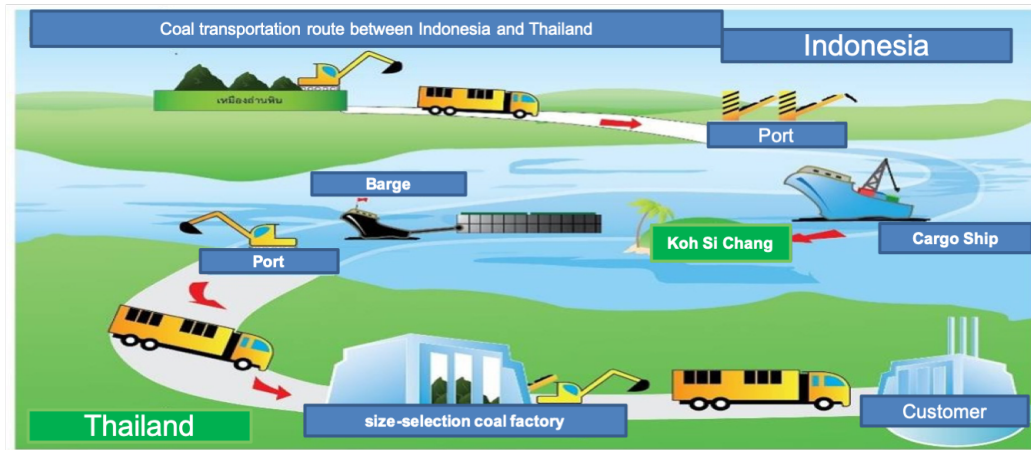 Coal transportation route between Indonesia and Thailand
Indonesia
เหมืองถ่านหิน
Port
Barge
Koh Si Chang
Cargo Ship
Port
size-selection coal factory
Customer
Thailand